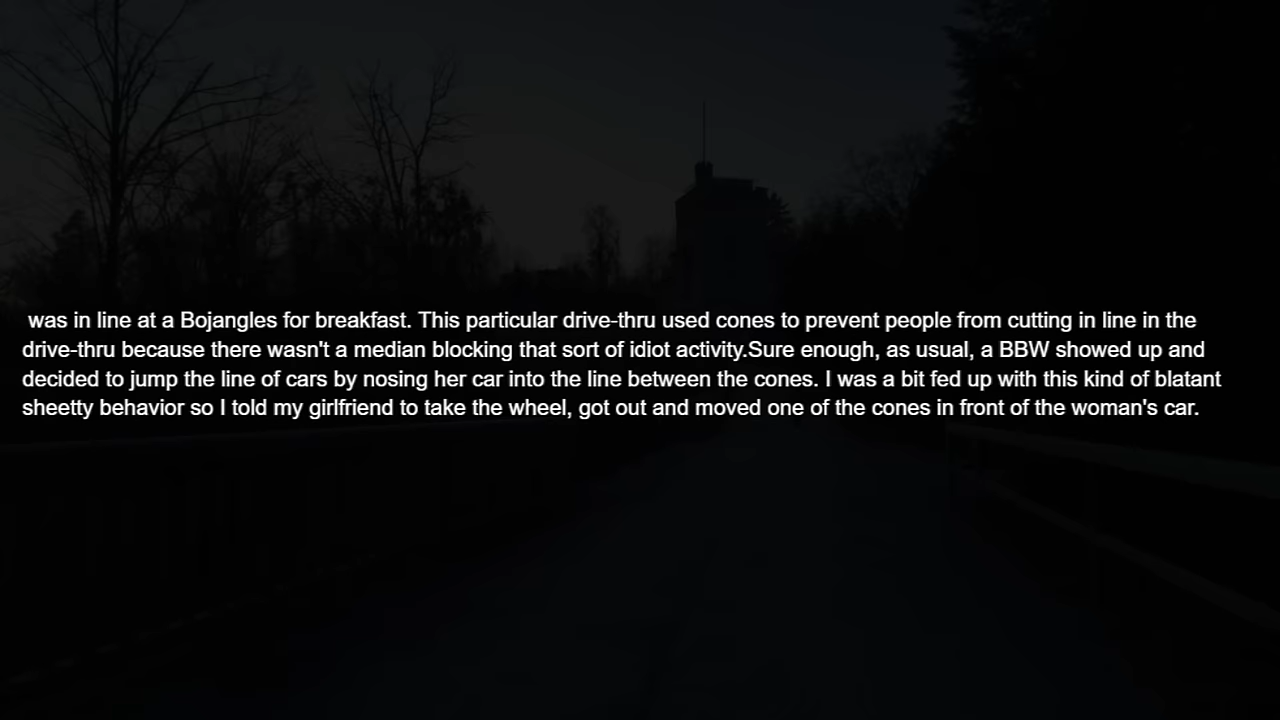 was in line at a Bojangles for breakfast. This particular drive-thru used cones to prevent people from cutting in line in the
drive-thru because there wasn't a median blocking that sort of idiot activity.Sure enough, as usual, a BBW showed up and
decided to jump the line of cars by nosing her car into the line between the cones. I was a bit fed up with this kind of blatant
sheetty behavior so I told my girlfriend to take the wheel, got out and moved one of the cones in front of the woman's car.